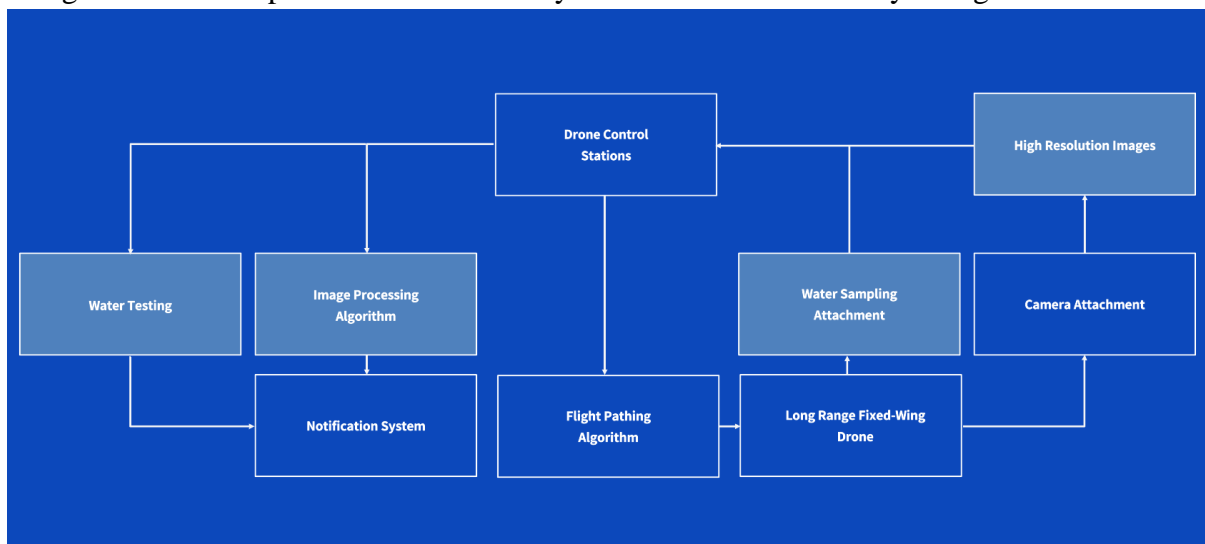 Drone Control
Stations
High Resolution Images
Water Testing
Image Processing
Algorithm
Water Sampling
Attachment
Camera Attachment
Notification System
Flight Pathing
Algorithm
Long Range Fixed-Wing
Drone